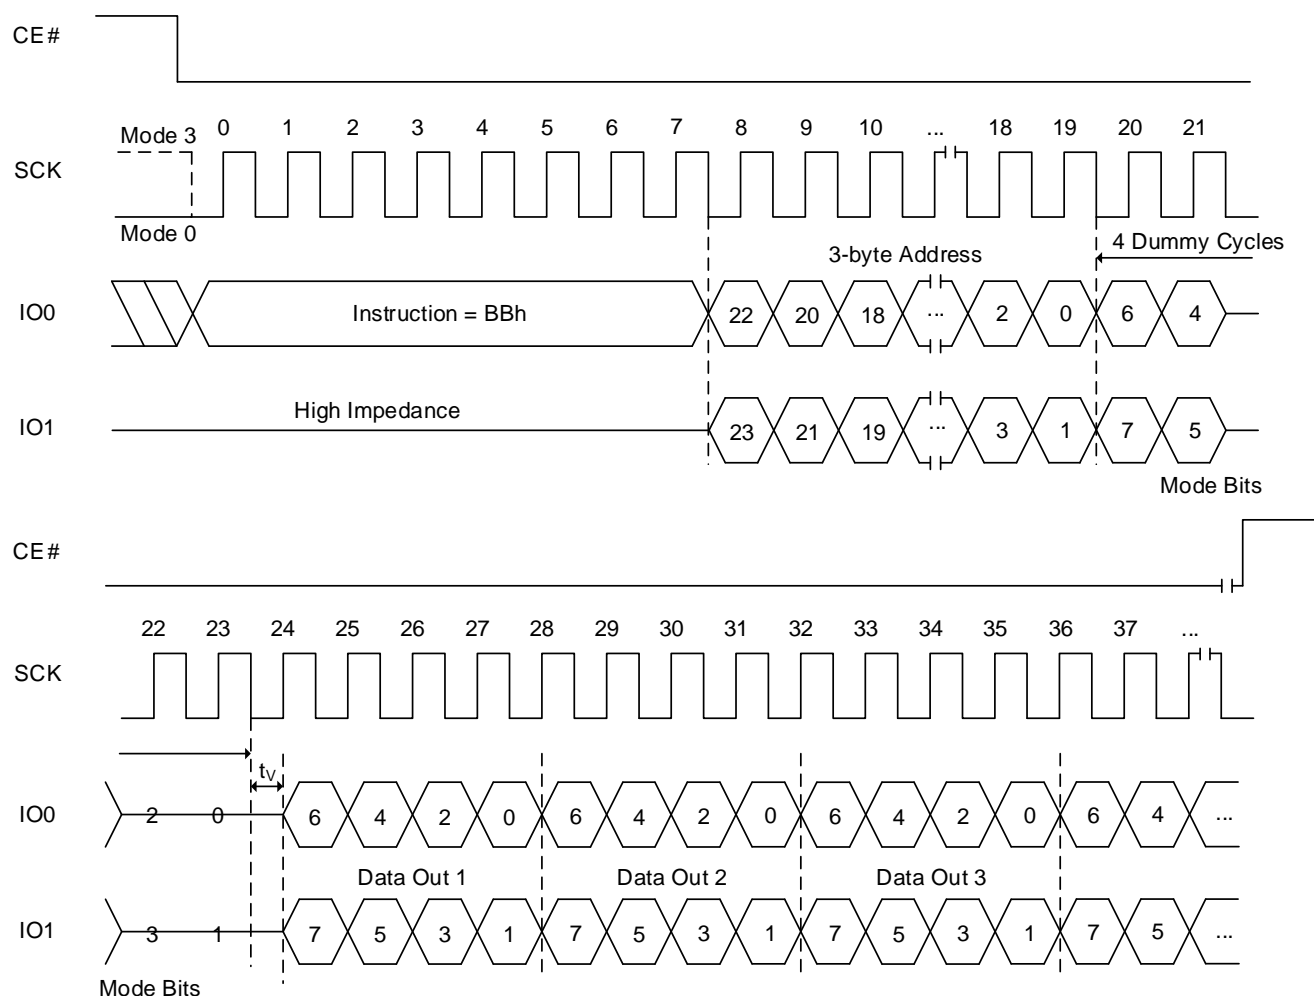 CE#
Mode 3 0 1 2 3 4 5 6 7 8 9 10 ... 18 19 20 21
SCK
Mode 0
3-byte Address 4 Dummy Cycles
IO0 Instruction = BBh 22 20 18 ... 2 0 6 4
High Impedance
IO1 23 21 19 ... 3 1 7 5
Mode Bits
CE#
22 23 24 25 26 27 28 29 30 31 32 33 34 35 36 37 ...
SCK
tV
IO0 2 0 6 4 2 0 6 4 2 0 6 4 2 0 6 4 ...
Data Out 1 Data Out 2 Data Out 3
IO1 3 1 7 5 3 1 7 5 3 1 7 5 3 1 7 5 ...
Mode Bits